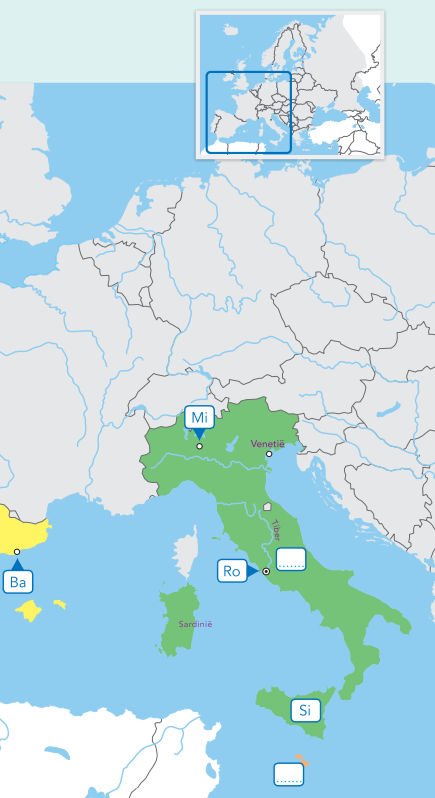 Mi
Venetië
Tiber
.......
Ro
Ba
Sardinië
Si
.......